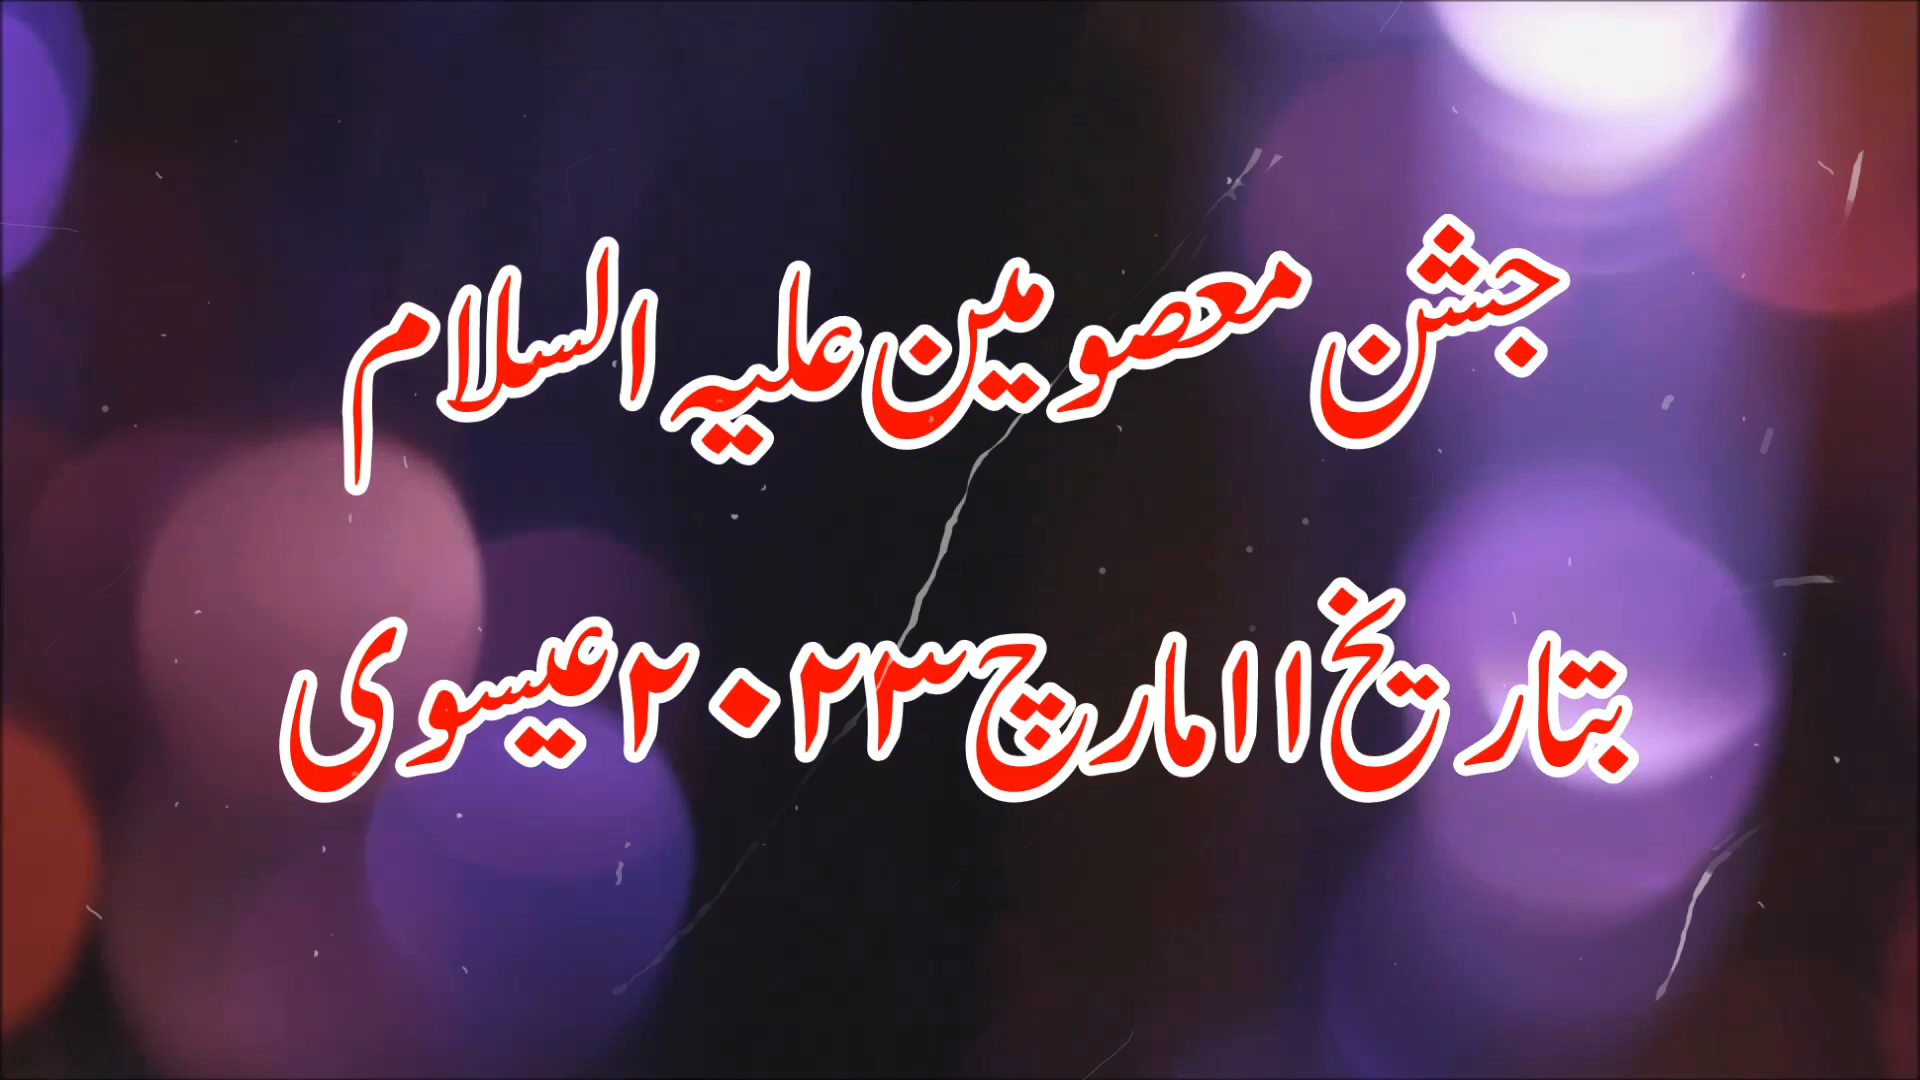 جشن معصومین علیہ السلام
بتاریخ ۱۱ مارچ ۲۰۲۳ عیسوی